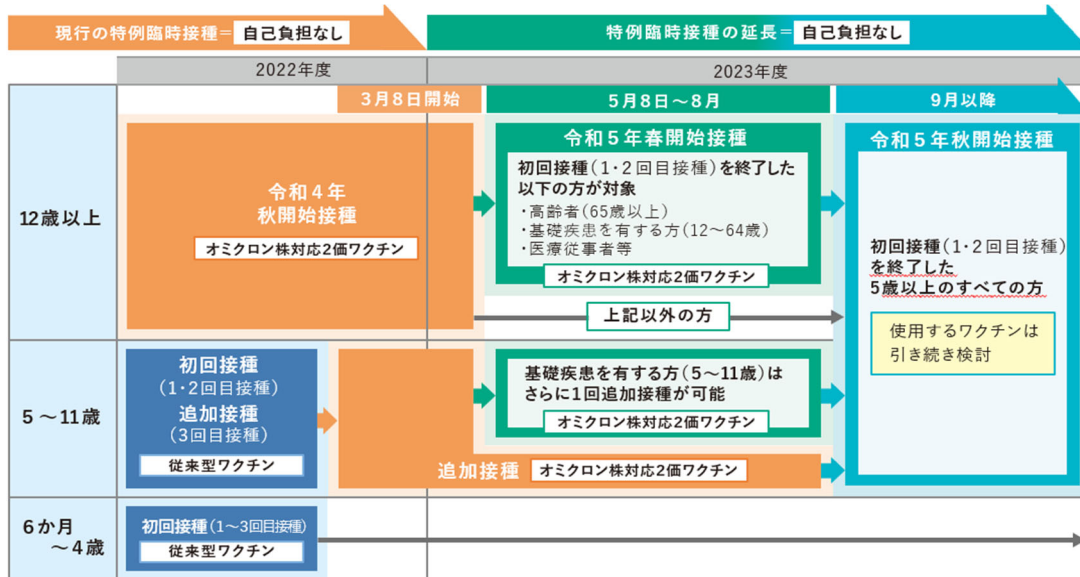 現行の特例臨時接種＝ 自己負担なし
特例臨時接種の延長＝ 自己負担なし
2022年度
2023年度
3月8日開始
5月8日～8月
9月以降
12歳以上
令和4年
秋開始接種
オミクロン株対応2価ワクチン
令和5年春開始接種
初回接種（1・2回目接種）を終了した
以下の方が対象
・高齢者（65歳以上）
・基礎疾患を有する方（12～64歳）
・医療従事者等
オミクロン株対応2価ワクチン
上記以外の方
令和5年秋開始接種
初回接種（1・2回目接種）
を終了した
5歳以上のすべての方
使用するワクチンは
引き続き検討
5～11歳
初回接種
（1・2回目接種）
追加接種
（3回目接種）
従来型ワクチン
基礎疾患を有する方（5～11歳）は
さらに1回追加接種が可能
オミクロン株対応2価ワクチン
追加接種 オミクロン株対応2価ワクチン
6か月
～4歳
初回接種（1～3回目接種）
従来型ワクチン